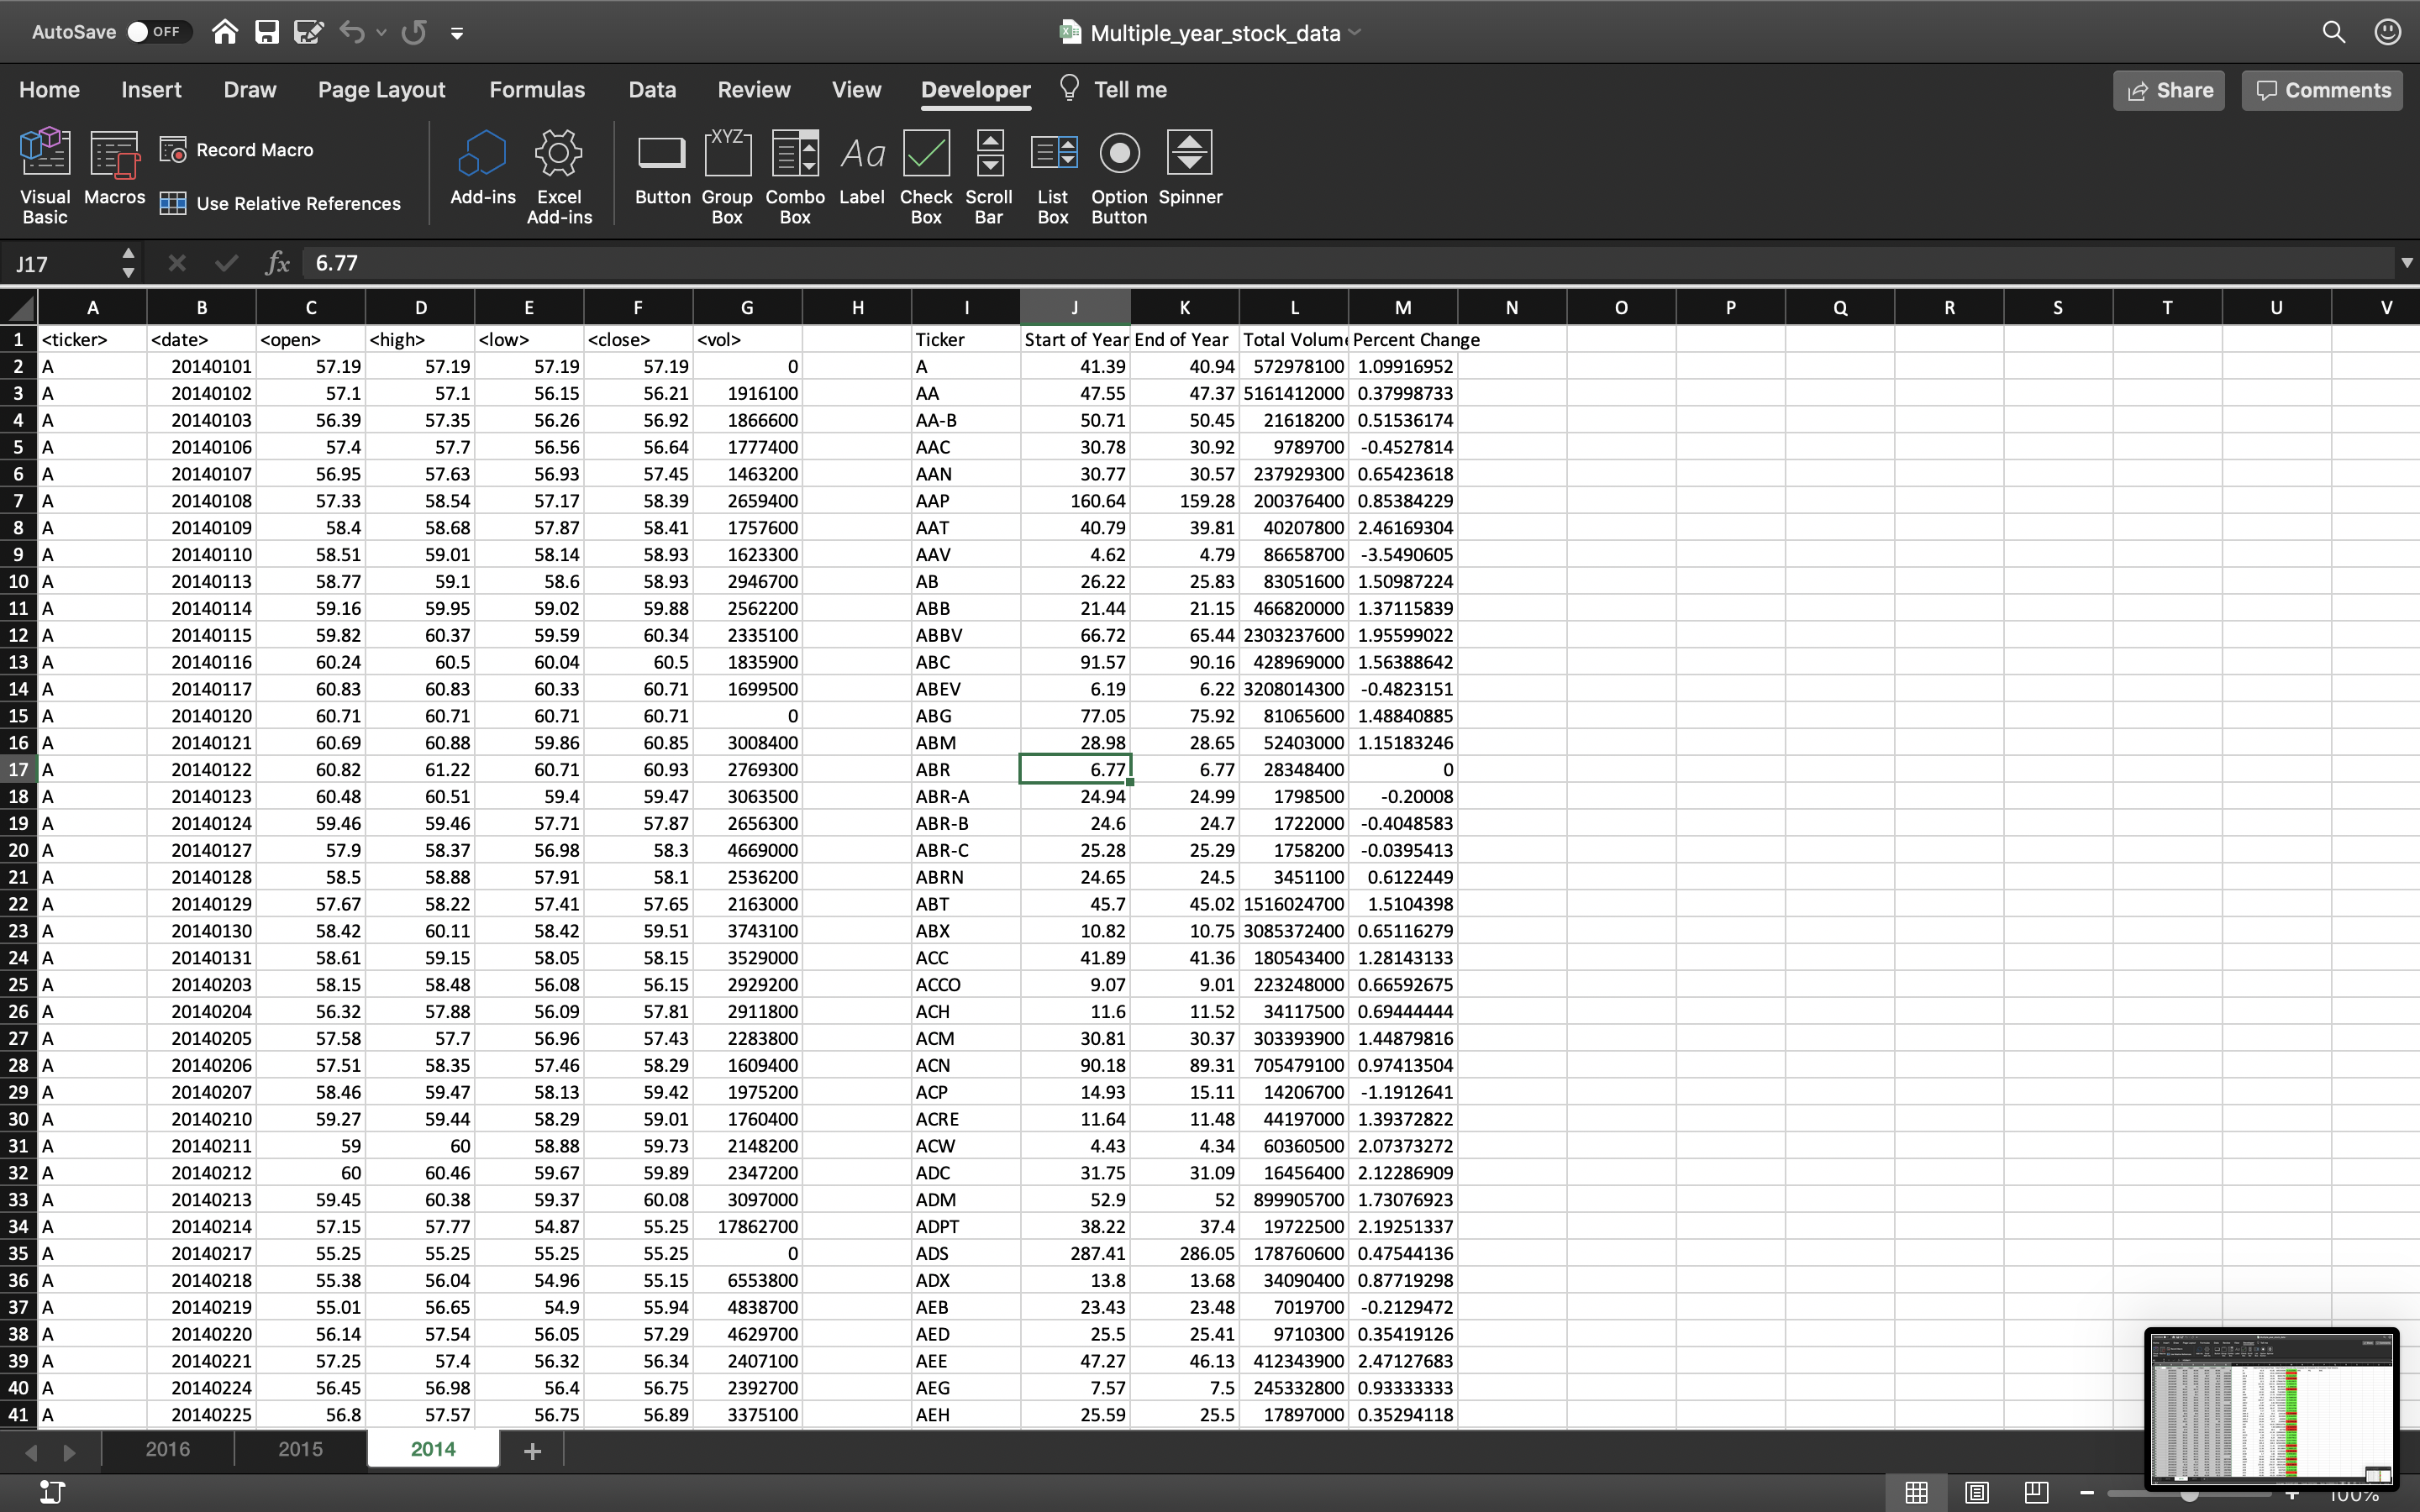 AutoSave OFF Multiple_year_stock_data
Home Insert Draw Page Layout Formulas Data Review View Developer Tell me Share Comments
Visual Basic Macros Record Macro Use Relative References Add-ins Excel Add-ins Button XYZ Group Box Combo Box Aa Label Check Box Scroll Bar List Box Option Button Spinner
J17 fx 6.77
A B C D E F G H I J K L M N O P Q R S T U V
1 <ticker> <date> <open> <high> <low> <close> <vol> Ticker Start of Year End of Year Total Volum Percent Change
2 A 20140101 57.19 57.19 57.19 57.19 0 A 41.39 40.94 572978100 1.09916952
3 A 20140102 57.1 57.1 56.15 56.21 1916100 AA 47.55 47.37 5161412000 0.37998733
4 A 20140103 56.39 57.35 56.26 56.92 1866600 AA-B 50.71 50.45 21618200 0.51536174
5 A 20140106 57.4 57.7 56.56 56.64 1777400 AAC 30.78 30.92 9789700 -0.4527814
6 A 20140107 56.95 57.63 56.93 57.45 1463200 AAN 30.77 30.57 237929300 0.65423618
7 A 20140108 57.33 58.54 57.17 58.39 2659400 AAP 160.64 159.28 200376400 0.85384229
8 A 20140109 58.4 58.68 57.87 58.41 1757600 AAT 40.79 39.81 40207800 2.46169304
9 A 20140110 58.51 59.01 58.14 58.93 1623300 AAV 4.62 4.79 86658700 -3.5490605
10 A 20140113 58.77 59.1 58.6 58.93 2946700 AB 26.22 25.83 83051600 1.50987224
11 A 20140114 59.16 59.95 59.02 59.88 2562200 ABB 21.44 21.15 466820000 1.37115839
12 A 20140115 59.82 60.37 59.59 60.34 2335100 ABBV 66.72 65.44 2303237600 1.95599022
13 A 20140116 60.24 60.5 60.04 60.5 1835900 ABC 91.57 90.16 428969000 1.56388642
14 A 20140117 60.83 60.83 60.33 60.71 1699500 ABEV 6.19 6.22 3208014300 -0.4823151
15 A 20140120 60.71 60.71 60.71 60.71 0 ABG 77.05 75.92 81065600 1.48840885
16 A 20140121 60.69 60.88 59.86 60.85 3008400 ABM 28.98 28.65 52403000 1.15183246
17 A 20140122 60.82 61.22 60.71 60.93 2769300 ABR 6.77 6.77 28348400 0
18 A 20140123 60.48 60.51 59.4 59.47 3063500 ABR-A 24.94 24.99 1798500 -0.20008
19 A 20140124 59.46 59.46 57.71 57.87 2656300 ABR-B 24.6 24.7 1722000 -0.4048583
20 A 20140127 57.9 58.37 56.98 58.3 4669000 ABR-C 25.28 25.29 1758200 -0.0395413
21 A 20140128 58.5 58.88 57.91 58.1 2536200 ABRN 24.65 24.5 3451100 0.6122449
22 A 20140129 57.67 58.22 57.41 57.65 2163000 ABT 45.7 45.02 1516024700 1.5104398
23 A 20140130 58.42 60.11 58.42 59.51 3743100 ABX 10.82 10.75 3085372400 0.65116279
24 A 20140131 58.61 59.15 58.05 58.15 3529000 ACC 41.89 41.36 180543400 1.28143133
25 A 20140203 58.15 58.48 56.08 56.15 2929200 ACCO 9.07 9.01 223248000 0.66592675
26 A 20140204 56.32 57.88 56.09 57.81 2911800 ACH 11.6 11.52 34117500 0.69444444
27 A 20140205 57.58 57.7 56.96 57.43 2283800 ACM 30.81 30.37 303393900 1.44879816
28 A 20140206 57.51 58.35 57.46 58.29 1609400 ACN 90.18 89.31 705479100 0.97413504
29 A 20140207 58.46 59.47 58.13 59.42 1975200 ACP 14.93 15.11 14206700 -1.1912641
30 A 20140210 59.27 59.44 58.29 59.01 1760400 ACRE 11.64 11.48 44197000 1.39372822
31 A 20140211 59 60 58.88 59.73 2148200 ACW 4.43 4.34 60360500 2.07373272
32 A 20140212 60 60.46 59.67 59.89 2347200 ADC 31.75 31.09 16456400 2.12286909
33 A 20140213 59.45 60.38 59.37 60.08 3097000 ADM 52.9 52 899905700 1.73076923
34 A 20140214 57.15 57.77 54.87 55.25 17862700 ADPT 38.22 37.4 19722500 2.19251337
35 A 20140217 55.25 55.25 55.25 55.25 0 ADS 287.41 286.05 178760600 0.47544136
36 A 20140218 55.38 56.04 54.96 55.15 6553800 ADX 13.8 13.68 34090400 0.87719298
37 A 20140219 55.01 56.65 54.9 55.94 4838700 AEB 23.43 23.48 7019700 -0.2129472
38 A 20140220 56.14 57.54 56.05 57.29 4629700 AED 25.5 25.41 9710300 0.35419126
39 A 20140221 57.25 57.4 56.32 56.34 2407100 AEE 47.27 46.13 412343900 2.47127683
40 A 20140224 56.45 56.98 56.4 56.75 2392700 AEG 7.57 7.5 245332800 0.93333333
41 A 20140225 56.8 57.57 56.75 56.89 3375100 AEH 25.59 25.5 17897000 0.35294118
2016 2015 2014 +
100%